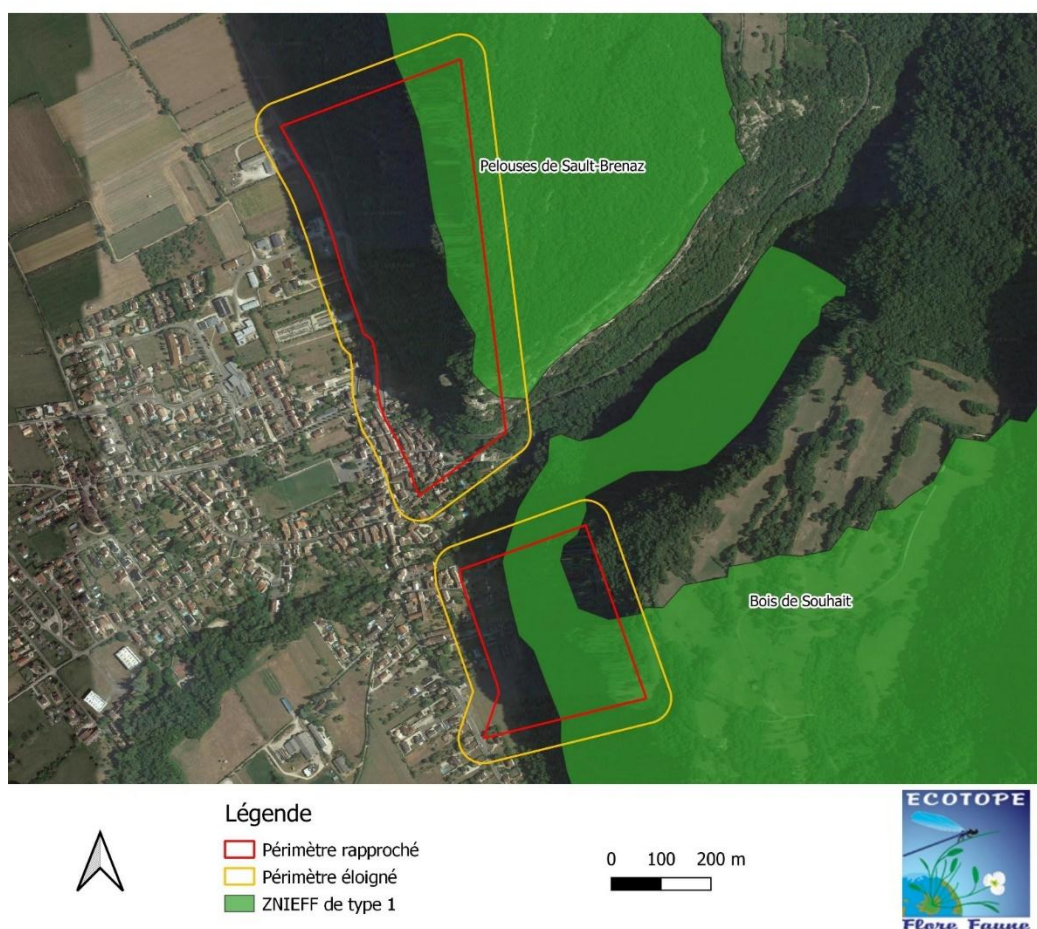 Pelouses de Sault-Brenaz
Bois de Souhait
Légende
Périmètre rapproché
Périmètre éloigné
ZNIEFF de type 1
0 100 200 m
ECOTOPE
Flore Faune